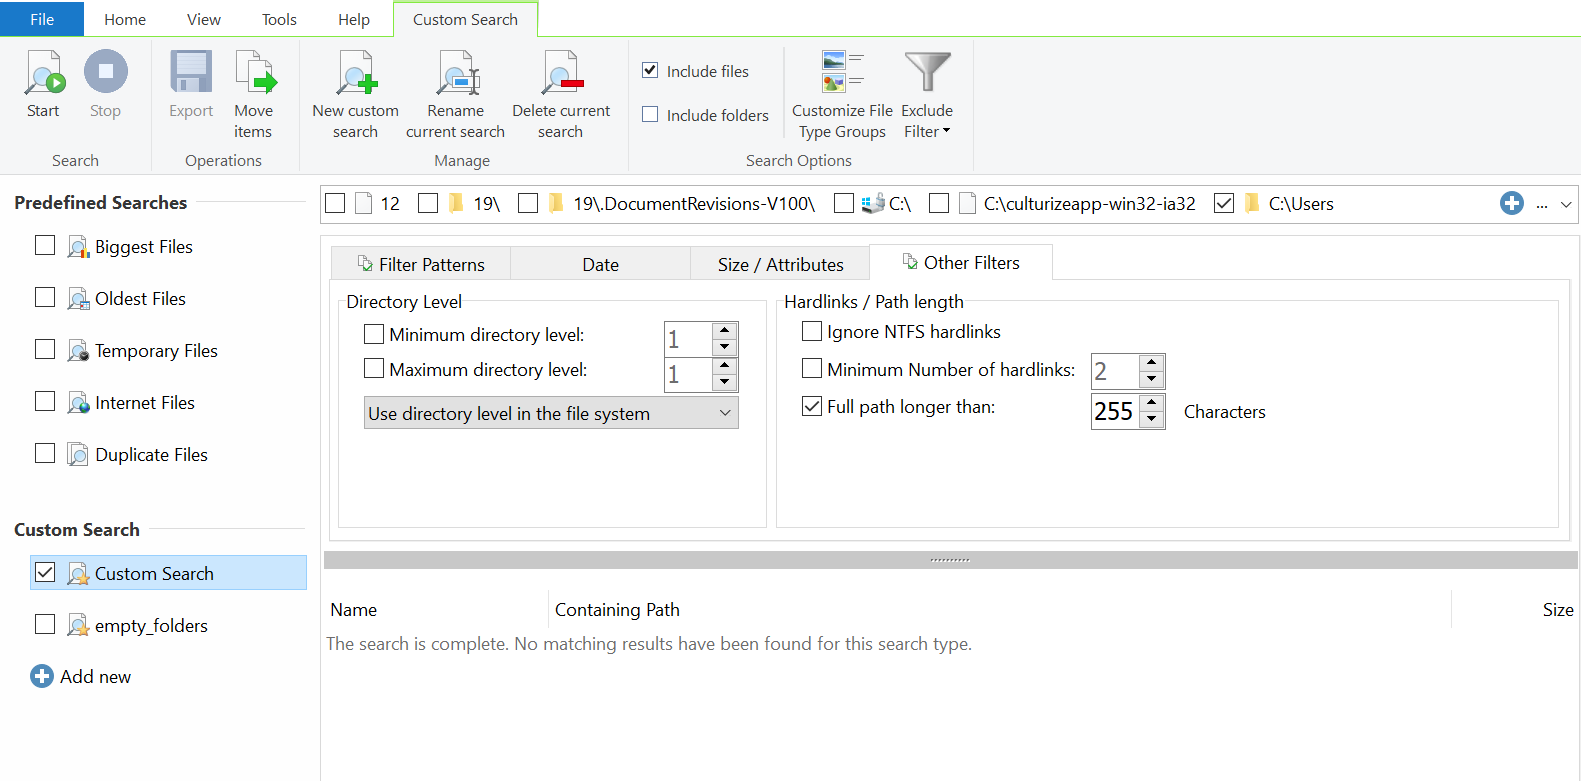 File Home View Tools Help Custom Search
Start Stop Export Move items New custom search Rename current search Delete current search Include files Include folders Customize File Type Groups Exclude Filter
Search Operations Manage Search Options
Predefined Searches
Biggest Files
Oldest Files
Temporary Files
Internet Files
Duplicate Files
Custom Search
Custom Search
empty_folders
Add new
12 19\ 19\.DocumentRevisions-V100\ C:\ C:\culturizeapp-win32-ia32 C:\Users ...
Filter Patterns Date Size / Attributes Other Filters
Directory Level
Minimum directory level: 1
Maximum directory level: 1
Use directory level in the file system
Hardlinks / Path length
Ignore NTFS hardlinks
Minimum Number of hardlinks: 2
Full path longer than: 255 Characters
Name Containing Path Size
The search is complete. No matching results have been found for this search type.